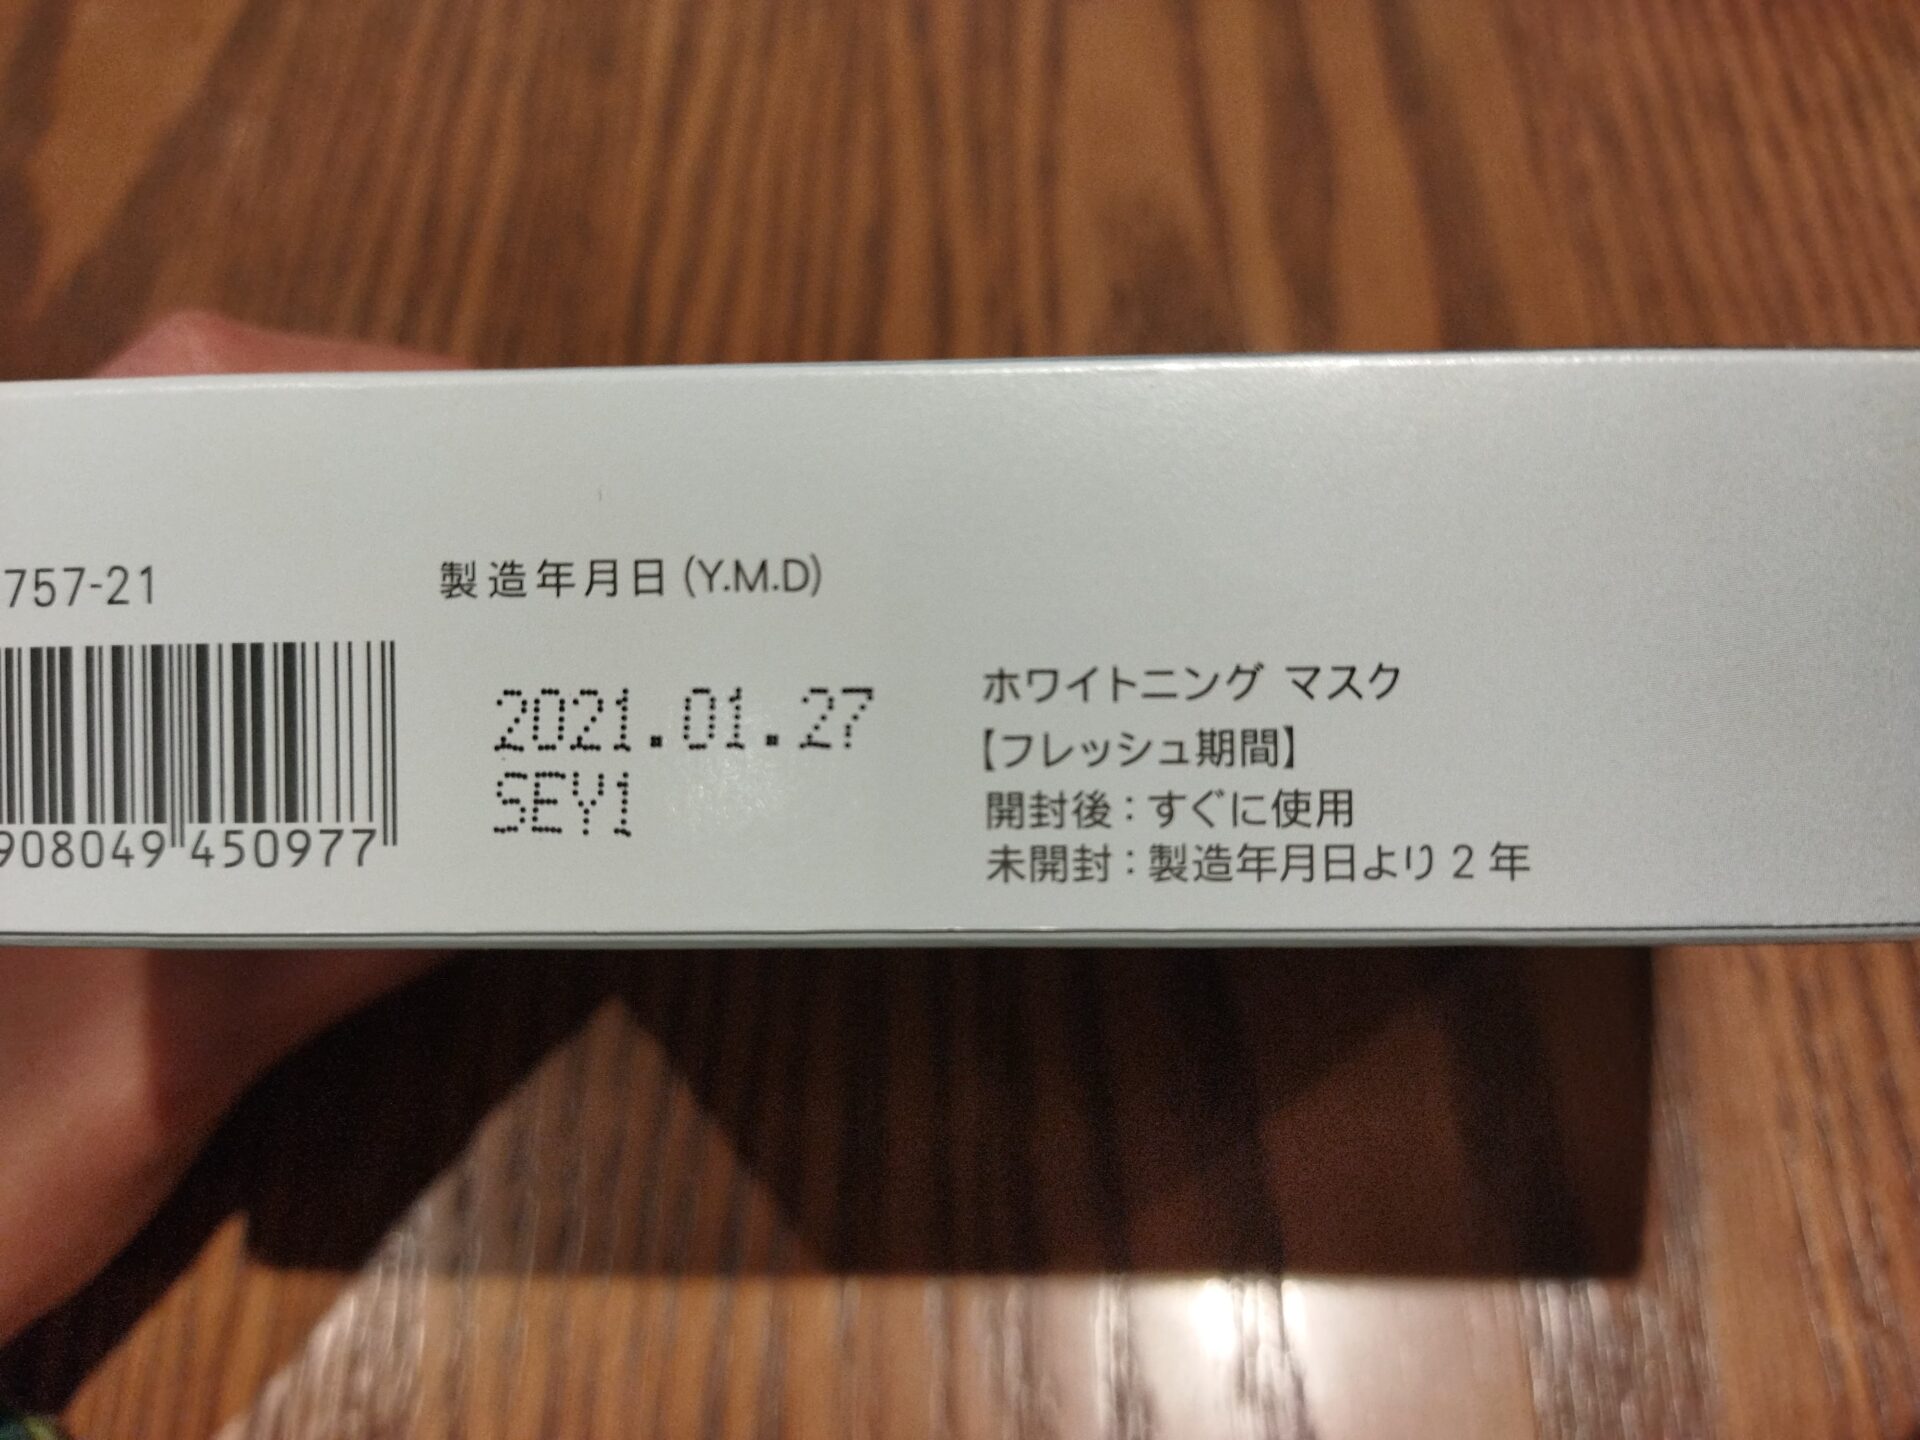 757-21
製造年月日(Y.M.D)
2021.01.27
SEY1
908049 450977
ホワイトニング マスク
【フレッシュ期間】
開封後：すぐに使用
未開封：製造年月日より2年